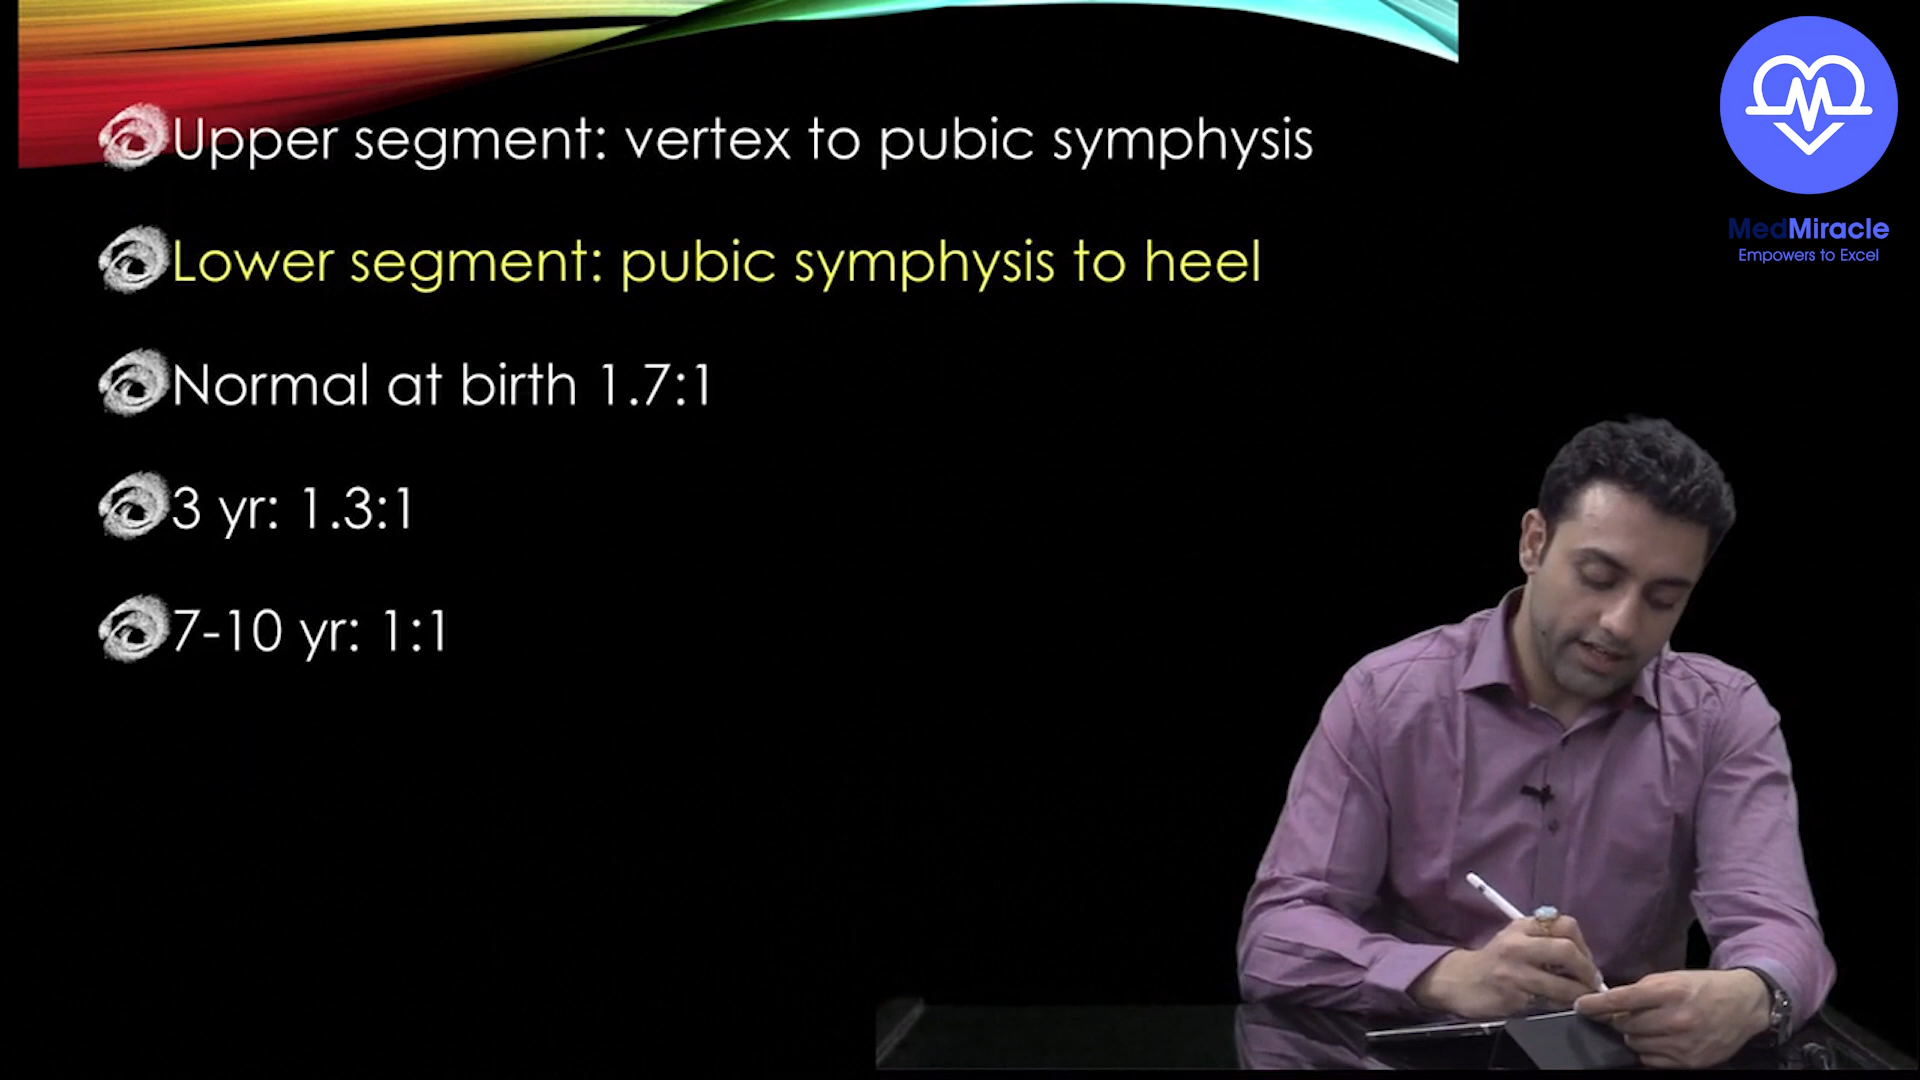 Upper segment: vertex to pubic symphysis
Lower segment: pubic symphysis to heel
Normal at birth 1.7:1
3 yr: 1.3:1
7-10 yr: 1:1
MedMiracle
Empowers to Excel